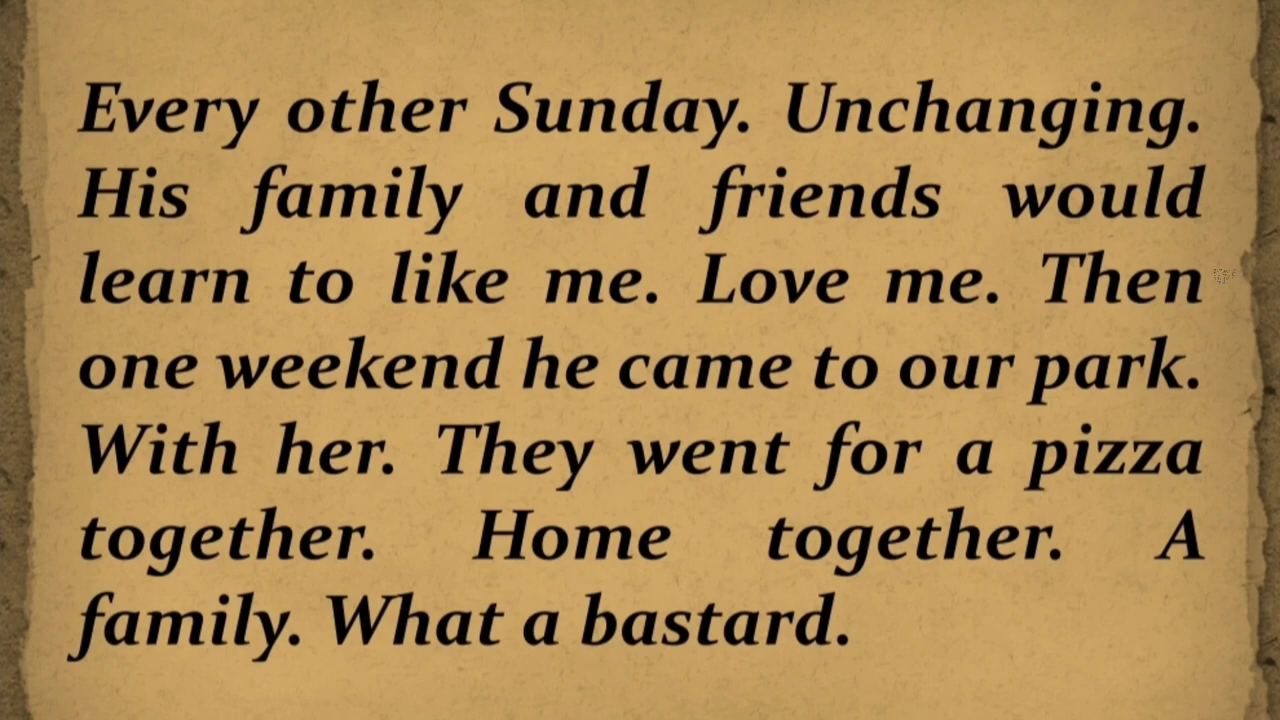 Every other Sunday. Unchanging.
His family and friends would
learn to like me. Love me. Then
one weekend he came to our park.
With her. They went for a pizza
together. Home together. A
family. What a bastard.